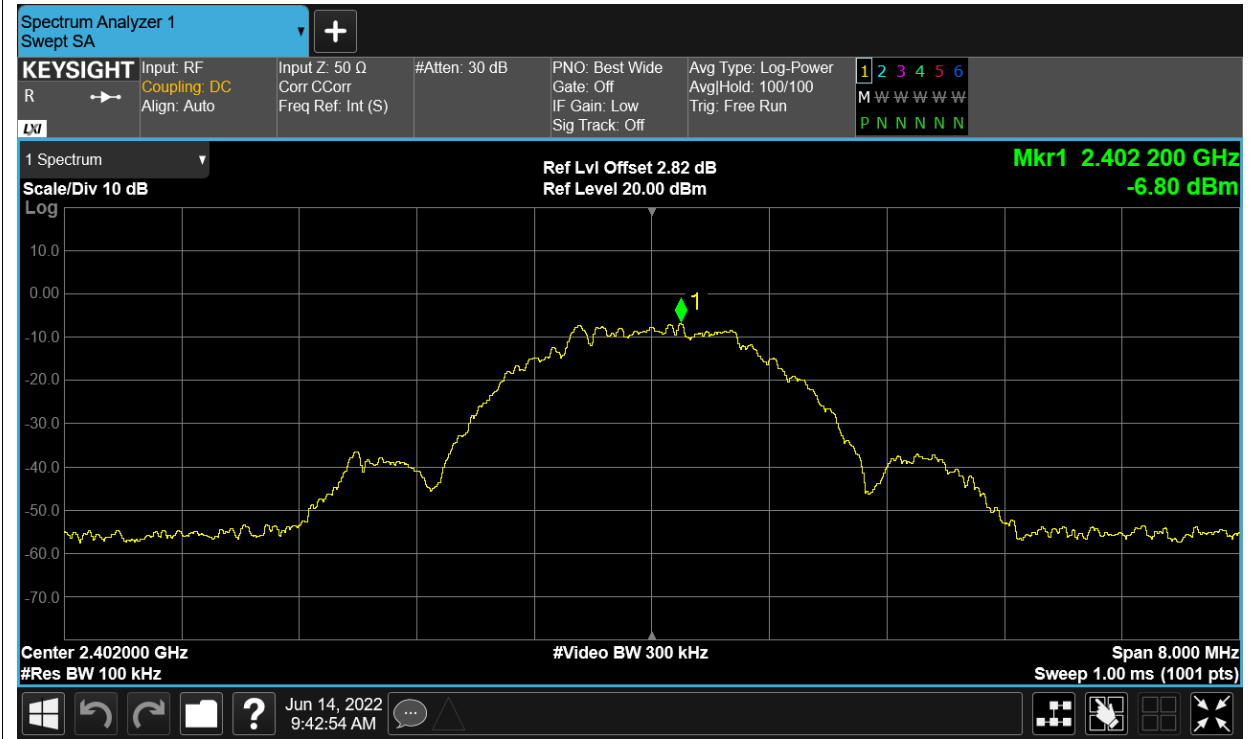 Spectrum Analyzer 1
Swept SA
KEYSIGHT
R
LXI
Input: RF
Coupling: DC
Align: Auto
Input Z: 50 Ω
Corr CCorr
Freq Ref: Int (S)
#Atten: 30 dB
PNO: Best Wide
Gate: Off
IF Gain: Low
Sig Track: Off
Avg Type: Log-Power
Avg|Hold: 100/100
Trig: Free Run
1 2 3 4 5 6
M W W W W W
P N N N N N
1 Spectrum
Scale/Div 10 dB
Log
Ref Lvl Offset 2.82 dB
Ref Level 20.00 dBm
Mkr1 2.402 200 GHz
-6.80 dBm
1
10.0
0.00
-10.0
-20.0
-30.0
-40.0
-50.0
-60.0
-70.0
Center 2.402000 GHz
#Res BW 100 kHz
#Video BW 300 kHz
Span 8.000 MHz
Sweep 1.00 ms (1001 pts)
?
Jun 14, 2022
9:42:54 AM